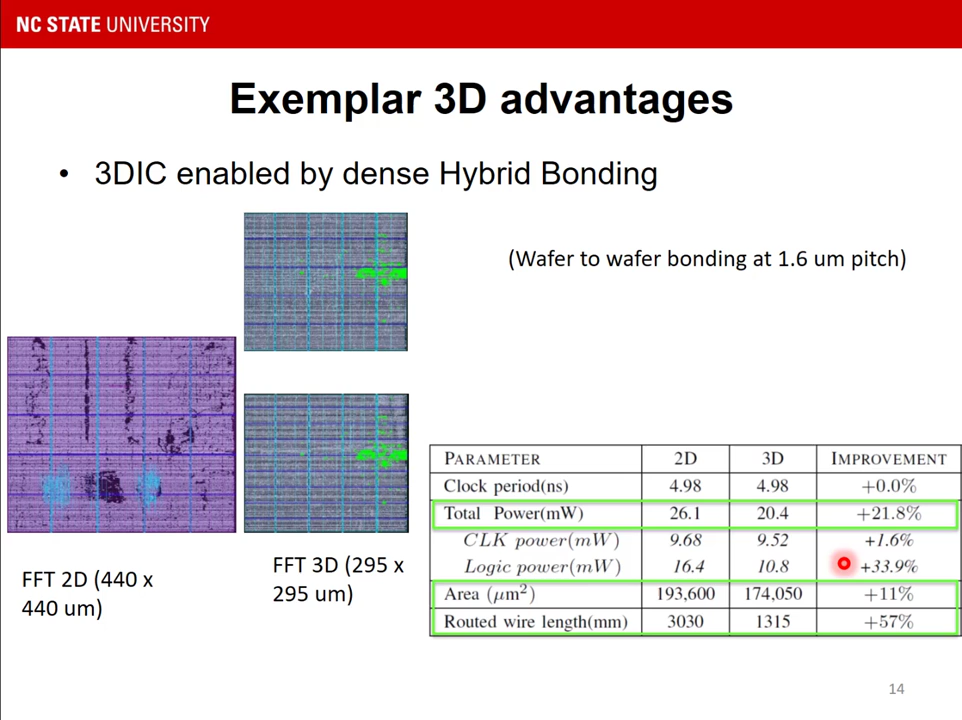 NC STATE UNIVERSITY
Exemplar 3D advantages
• 3DIC enabled by dense Hybrid Bonding
(Wafer to wafer bonding at 1.6 um pitch)
FFT 2D (440 x
440 um)
FFT 3D (295 x
295 um)
PARAMETER 2D 3D IMPROVEMENT
Clock period(ns) 4.98 4.98 +0.0%
Total Power(mW) 26.1 20.4 +21.8%
CLK power(mW) 9.68 9.52 +1.6%
Logic power(mW) 16.4 10.8 +33.9%
Area (μm²) 193,600 174,050 +11%
Routed wire length(mm) 3030 1315 +57%
14